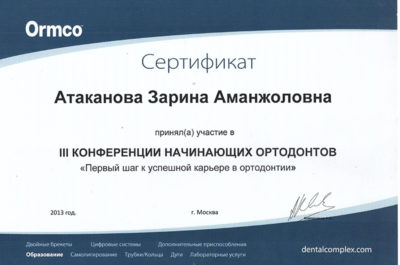 Ormco
Сертификат
Атаканова Зарина Аманжоловна
принял(а) участие в
III КОНФЕРЕНЦИИ НАЧИНАЮЩИХ ОРТОДОНТОВ
«Первый шаг к успешной карьере в ортодонтии»
2013 год.
г. Москва
Двойные брекеты Цифровые системы Дополнительные приспособления
Образование Самолигирование Трубки/Кольца Дуги Лабораторные услуги
dentalcomplex.com